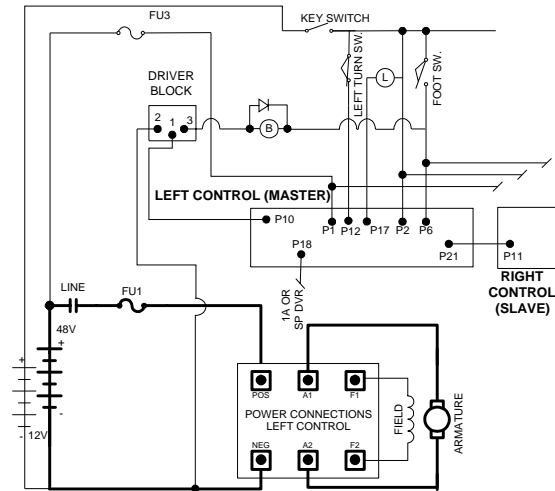 FU3
KEY SWITCH
LEFT TURN SW.
L
FOOT SW.
DRIVER
BLOCK
2
1
3
B
LEFT CONTROL (MASTER)
P10
P1
P12
P17
P2
P6
P18
P21
P11
1A OR
SP DVR
RIGHT
CONTROL
(SLAVE)
LINE
FU1
48V
+
-
+
12V
-
POS
A1
F1
POWER CONNECTIONS
LEFT CONTROL
NEG
A2
F2
FIELD
ARMATURE